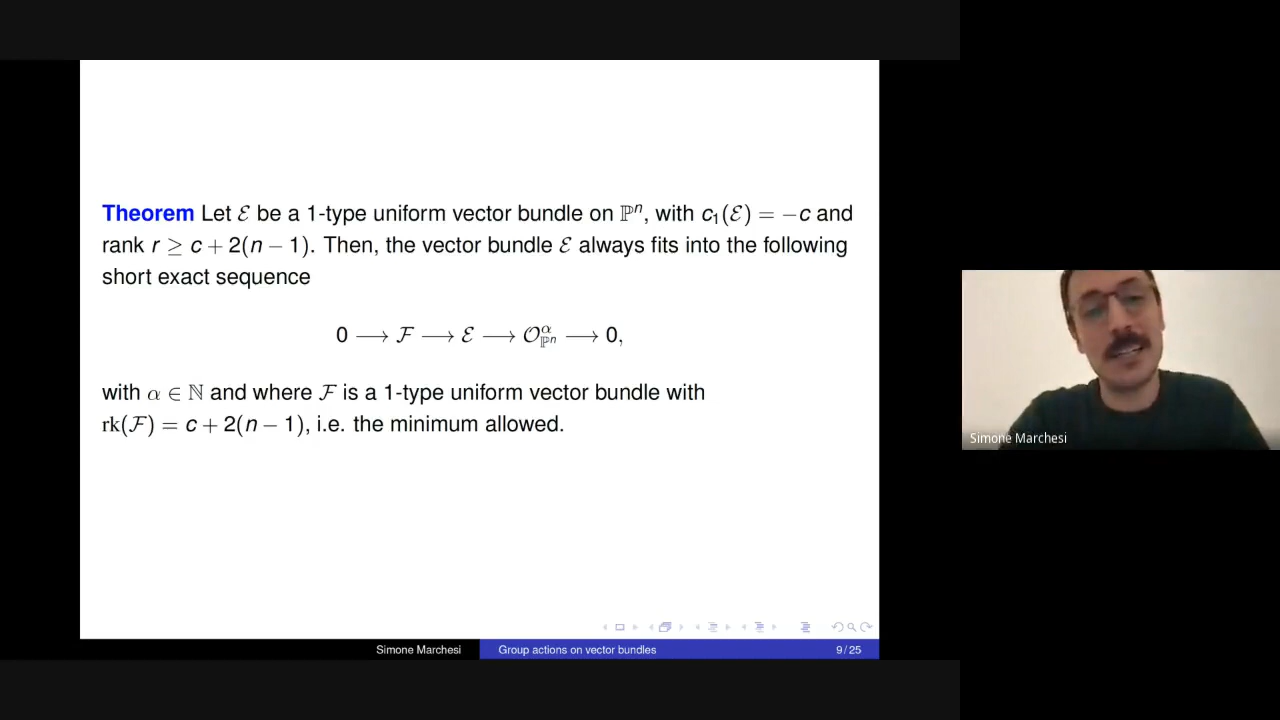 Theorem Let ℰ be a 1-type uniform vector bundle on ℙⁿ, with c₁(ℰ) = −c and
rank r ≥ c + 2(n − 1). Then, the vector bundle ℰ always fits into the following
short exact sequence
0 ⟶ ℱ ⟶ ℰ ⟶ 𝒪^α_{ℙⁿ} ⟶ 0,
with α ∈ ℕ and where ℱ is a 1-type uniform vector bundle with
rk(ℱ) = c + 2(n − 1), i.e. the minimum allowed.
Simone Marchesi
Simone Marchesi
Group actions on vector bundles
9/25